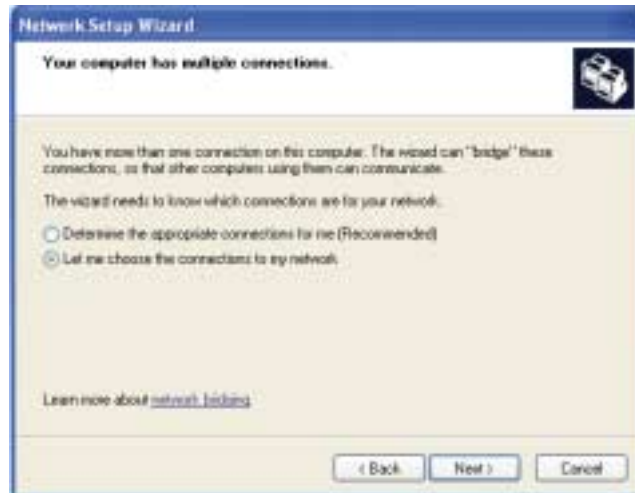 Network Setup Wizard
Your computer has multiple connections.
You have more than one connection on this computer. The wizard can "bridge" these
connections, so that other computers using them can communicate.
The wizard needs to know which connections are for your network.
Determine the appropriate connections for me (Recommended)
Let me choose the connections to my network
Learn more about network bridging
< Back
Next >
Cancel